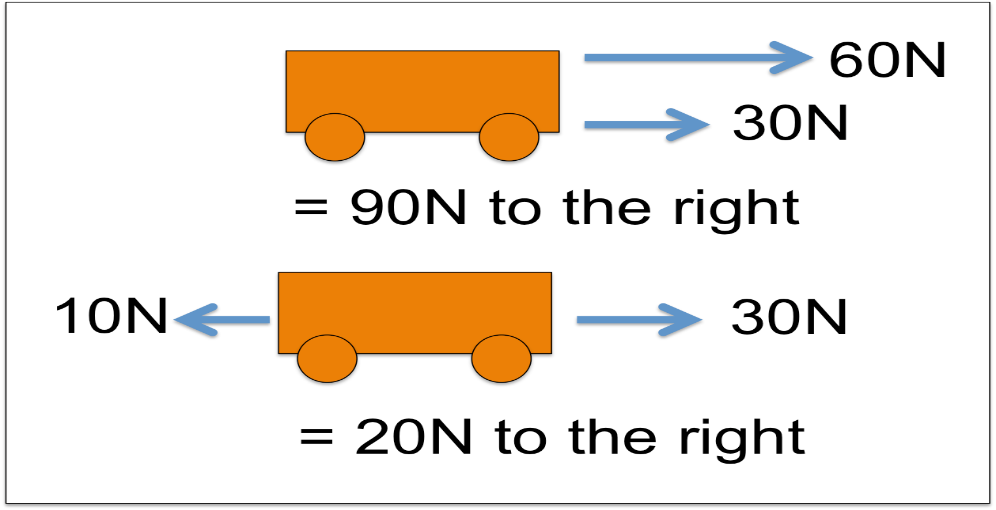 60N
30N
= 90N to the right
10N
30N
= 20N to the right